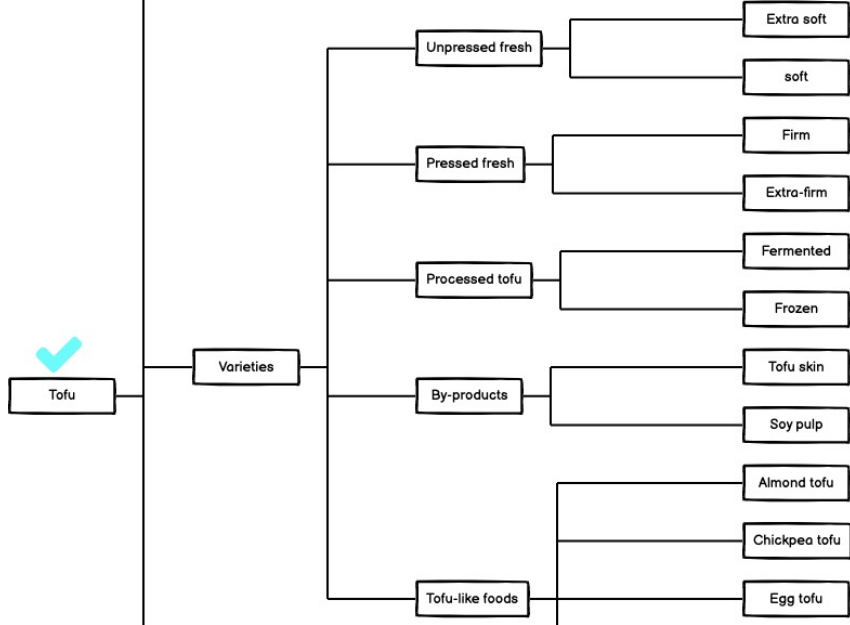 Tofu
Varieties
Unpressed fresh
Extra soft
soft
Pressed fresh
Firm
Extra-firm
Processed tofu
Fermented
Frozen
By-products
Tofu skin
Soy pulp
Tofu-like foods
Almond tofu
Chickpea tofu
Egg tofu